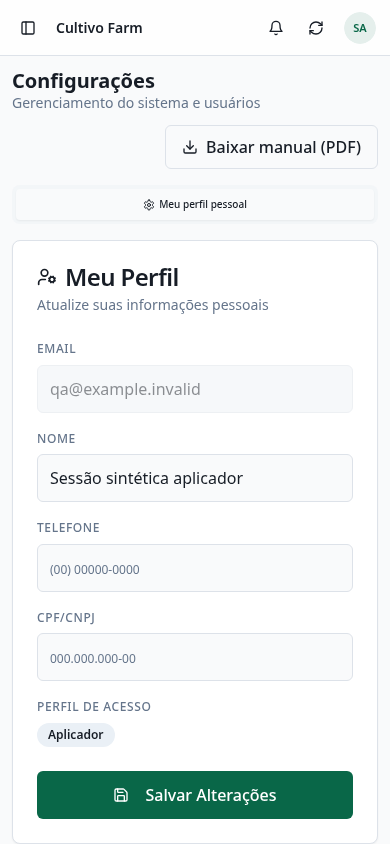 Cultivo Farm
SA
Configurações
Gerenciamento do sistema e usuários
Baixar manual (PDF)
Meu perfil pessoal
Meu Perfil
Atualize suas informações pessoais
EMAIL
qa@example.invalid
NOME
Sessão sintética aplicador
TELEFONE
(00) 00000-0000
CPF/CNPJ
000.000.000-00
PERFIL DE ACESSO
Aplicador
Salvar Alterações